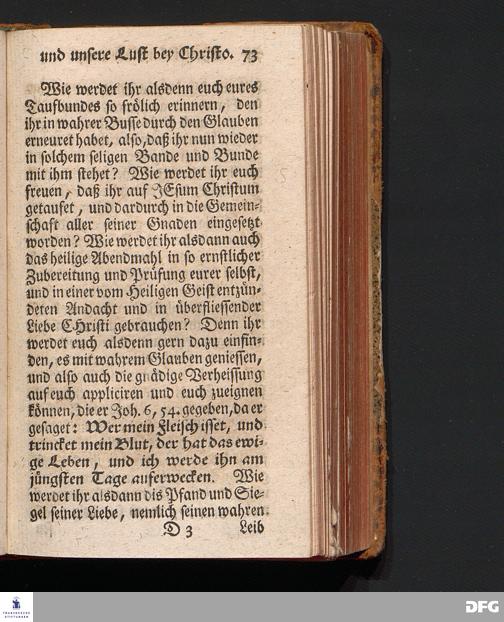 und unsere Lust bey Christo. 73
Wie werdet ihr alsdenn euch eures
Taufbundes so frölich erinnern, den
ihr in wahrer Busse durch den Glauben
erneuret habet, also, daß ihr nun wieder
in solchem seligen Bande und Bunde
mit ihm stehet? Wie werdet ihr euch
freuen, daß ihr auf JEsum Christum
getaufet, und dardurch in die Gemein-
schaft aller seiner Gnaden eingesetzt
worden? Wie werdet ihr alsdann auch
das heilige Abendmahl in so ernstlicher
Zubereitung und Prüfung eurer selbst,
und in einer vom Heiligen Geist entzün-
deten Andacht und in überfliessender
Liebe CHristi gebrauchen? Denn ihr
werdet euch alsdenn gern dazu einfin-
den, es mit wahrem Glauben geniessen,
und also auch die gnädige Verheissung
auf euch appliciren und euch zueignen
können, die er Joh. 6, 54. gegeben, da er
gesaget: Wer mein Fleisch isset, und
trincket mein Blut, der hat das ewi-
ge Leben, und ich werde ihn am
jüngsten Tage auferwecken. Wie
werdet ihr alsdann dis Pfand und Sie-
gel seiner Liebe, nemlich seinen wahren
D 3 Leib
FRANCKESCHE
STIFTUNGEN
DFG